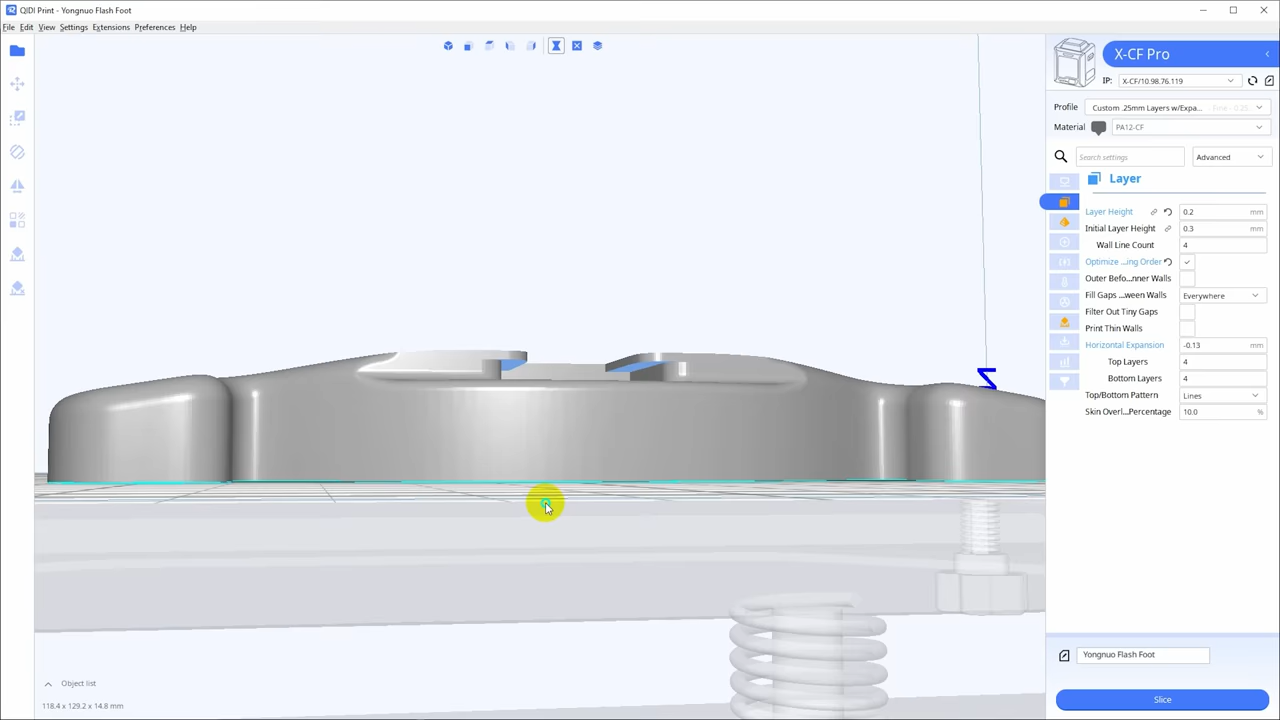 QIDI Print - Yongnuo Flash Foot
File Edit View Settings Extensions Preferences Help
X-CF Pro
IP: X-CF/10.98.76.119
Profile Custom .25mm Layers w/Expa... Fine - 0.25
Material PA12-CF
Search settings Advanced
Layer
Layer Height 0.2 mm
Initial Layer Height 0.3 mm
Wall Line Count 4
Optimize ...ing Order
Outer Befo...nner Walls
Fill Gaps ...ween Walls Everywhere
Filter Out Tiny Gaps
Print Thin Walls
Horizontal Expansion -0.13 mm
Top Layers 4
Bottom Layers 4
Top/Bottom Pattern Lines
Skin Overl...Percentage 10.0 %
Z
Yongnuo Flash Foot
Object list
Slice
118.4 x 129.2 x 14.8 mm